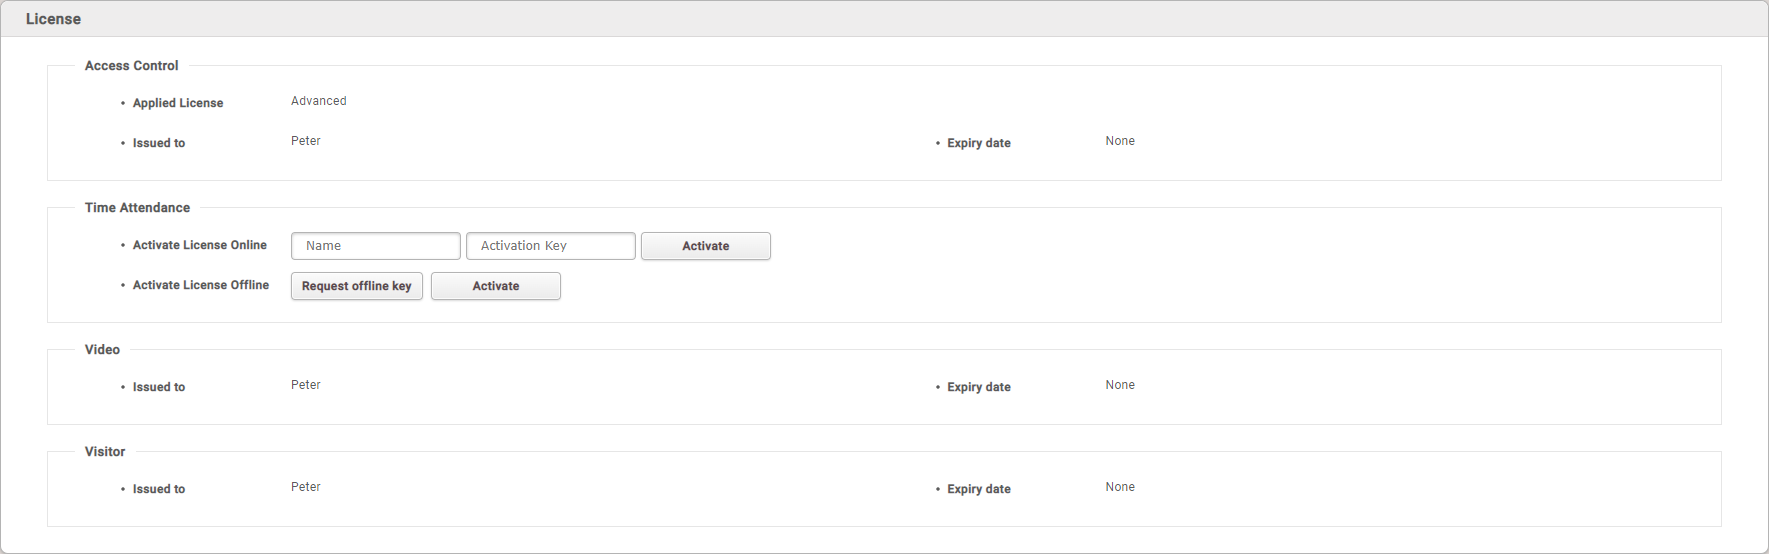 License
Access Control
• Applied License Advanced
• Issued to Peter • Expiry date None
Time Attendance
• Activate License Online Name Activation Key Activate
• Activate License Offline Request offline key Activate
Video
• Issued to Peter • Expiry date None
Visitor
• Issued to Peter • Expiry date None